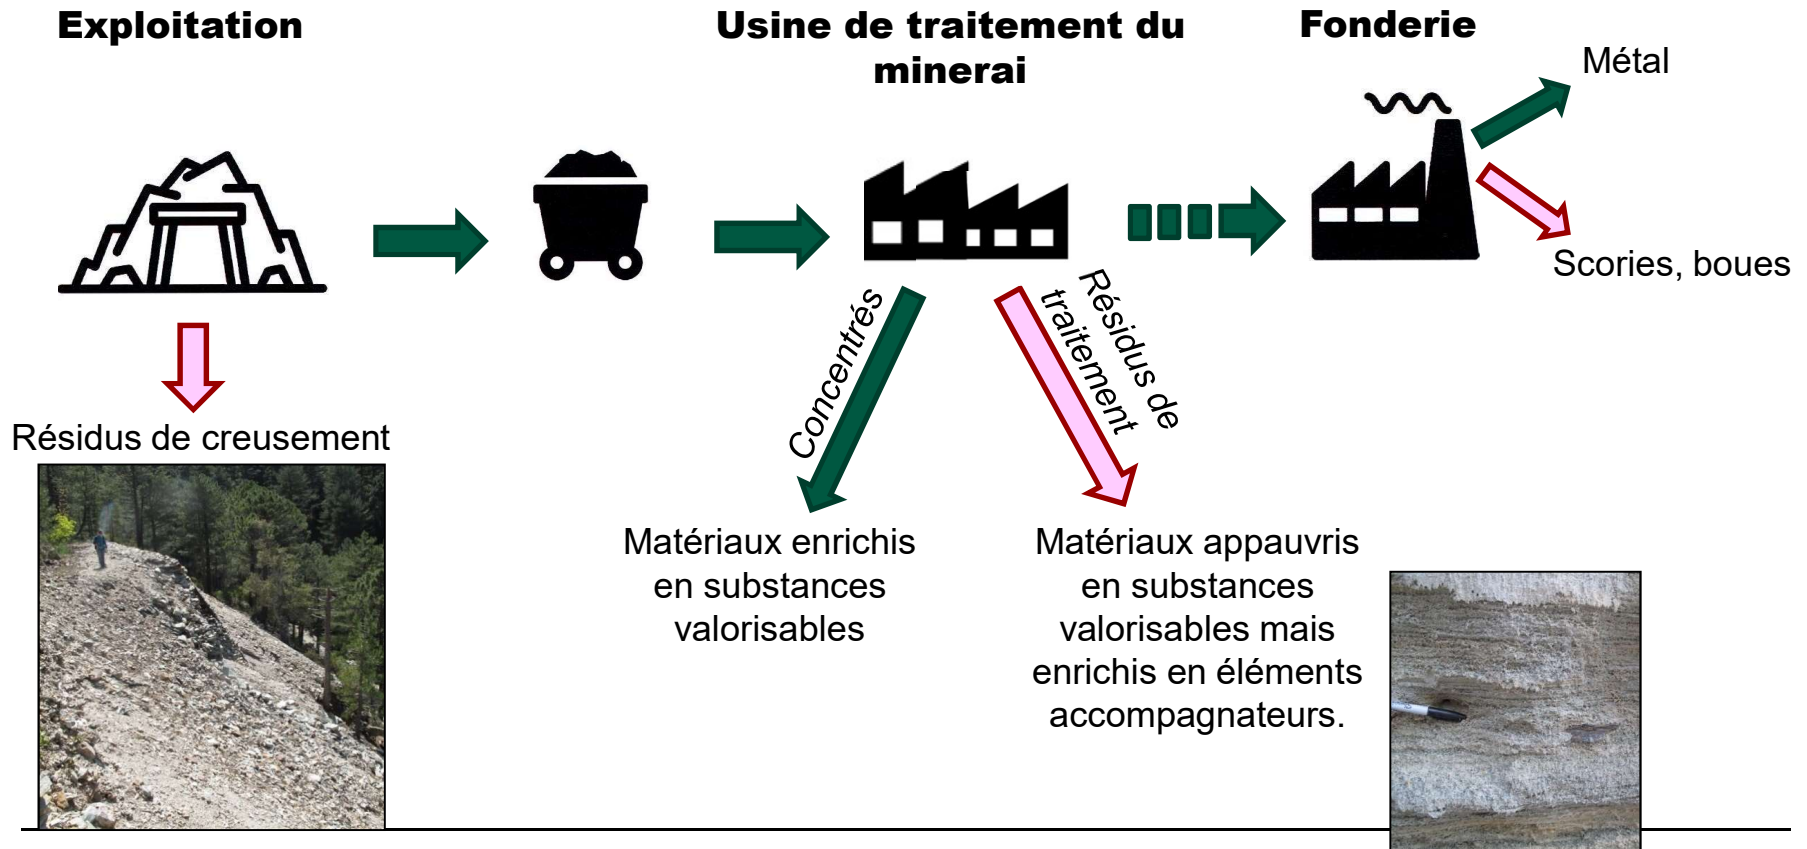 Exploitation
Usine de traitement du
minerai
Fonderie
Métal
Scories, boues
Résidus de creusement
Concentrés
Résidus de
traitement
Matériaux enrichis
en substances
valorisables
Matériaux appauvris
en substances
valorisables mais
enrichis en éléments
accompagnateurs.